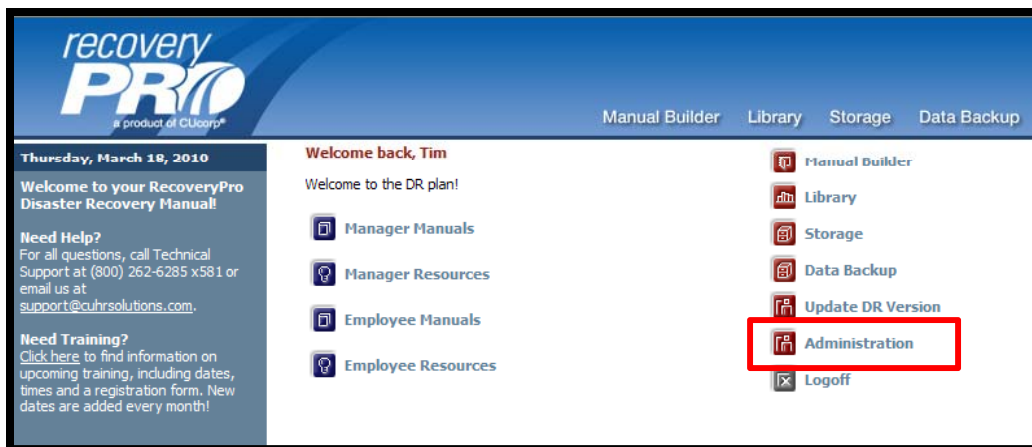 recovery
PRO
a product of CUcorp®
Manual Builder Library Storage Data Backup
Thursday, March 18, 2010
Welcome to your RecoveryPro
Disaster Recovery Manual!
Need Help?
For all questions, call Technical
Support at (800) 262-6285 x581 or
email us at
support@cuhrsolutions.com.
Need Training?
Click here to find information on
upcoming training, including dates,
times and a registration form. New
dates are added every month!
Welcome back, Tim
Welcome to the DR plan!
Manager Manuals
Manager Resources
Employee Manuals
Employee Resources
Manual Builder
Library
Storage
Data Backup
Update DR Version
Administration
Logoff